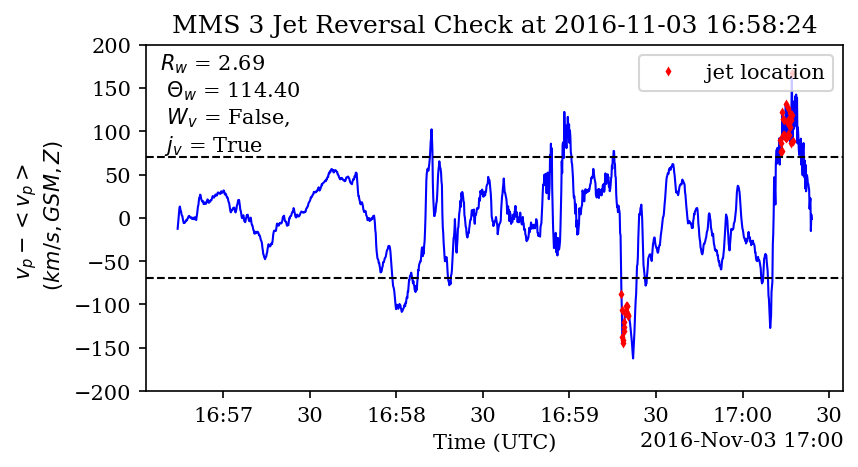 MMS 3 Jet Reversal Check at 2016-11-03 16:58:24
R_w = 2.69
Θ_w = 114.40
W_v = False,
j_v = True
jet location
v_p − < v_p >
(km/s, GSM, Z)
200
150
100
50
0
−50
−100
−150
−200
16:57 30 16:58 30 16:59 30 17:00 30
Time (UTC)
2016-Nov-03 17:00